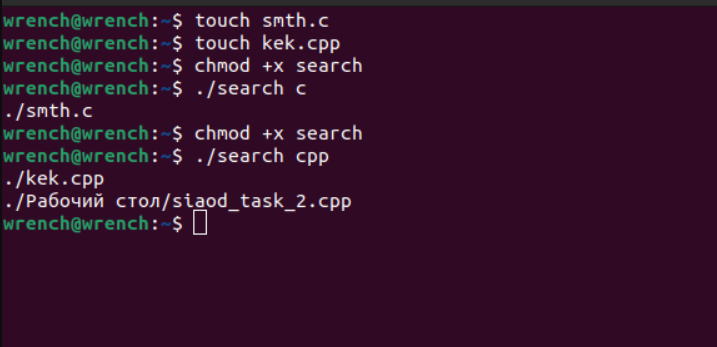 wrench@wrench:~$ touch smth.c
wrench@wrench:~$ touch kek.cpp
wrench@wrench:~$ chmod +x search
wrench@wrench:~$ ./search c
./smth.c
wrench@wrench:~$ chmod +x search
wrench@wrench:~$ ./search cpp
./kek.cpp
./Рабочий стол/siaod_task_2.cpp
wrench@wrench:~$